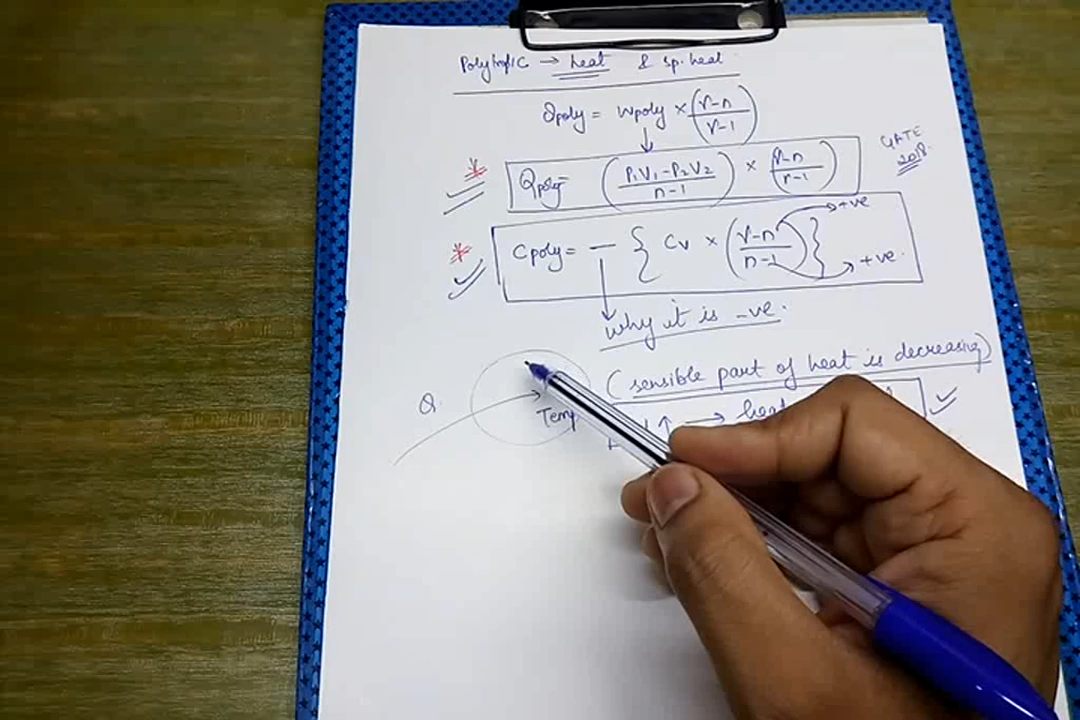 Polytropic → heat & sp. heat
Qpoly = Wpoly × (γ-n / γ-1)
Qpoly = (P₁V₁ - P₂V₂ / n-1) × (γ-n / γ-1)
GATE 2018
Cpoly = - { Cv × (γ-n / n-1) }
+ve
+ve.
why it is -ve.
(sensible part of heat is decreasing)
Q
Temp
↑ → heat